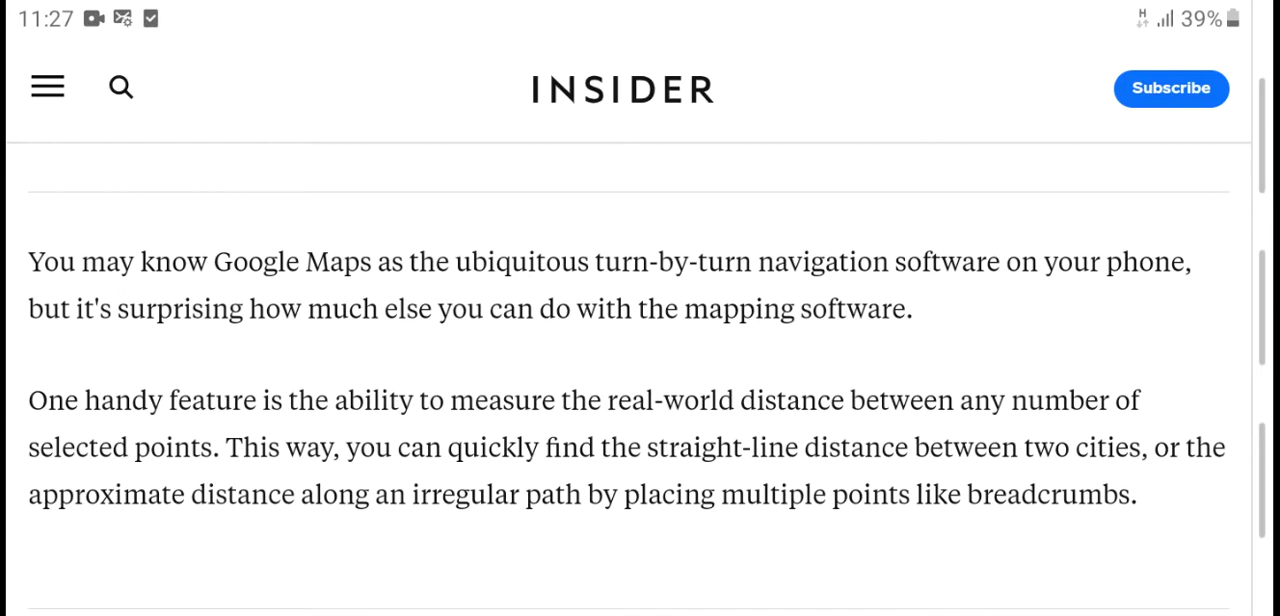 11:27
H 39%
INSIDER
Subscribe
You may know Google Maps as the ubiquitous turn-by-turn navigation software on your phone,
but it's surprising how much else you can do with the mapping software.
One handy feature is the ability to measure the real-world distance between any number of
selected points. This way, you can quickly find the straight-line distance between two cities, or the
approximate distance along an irregular path by placing multiple points like breadcrumbs.